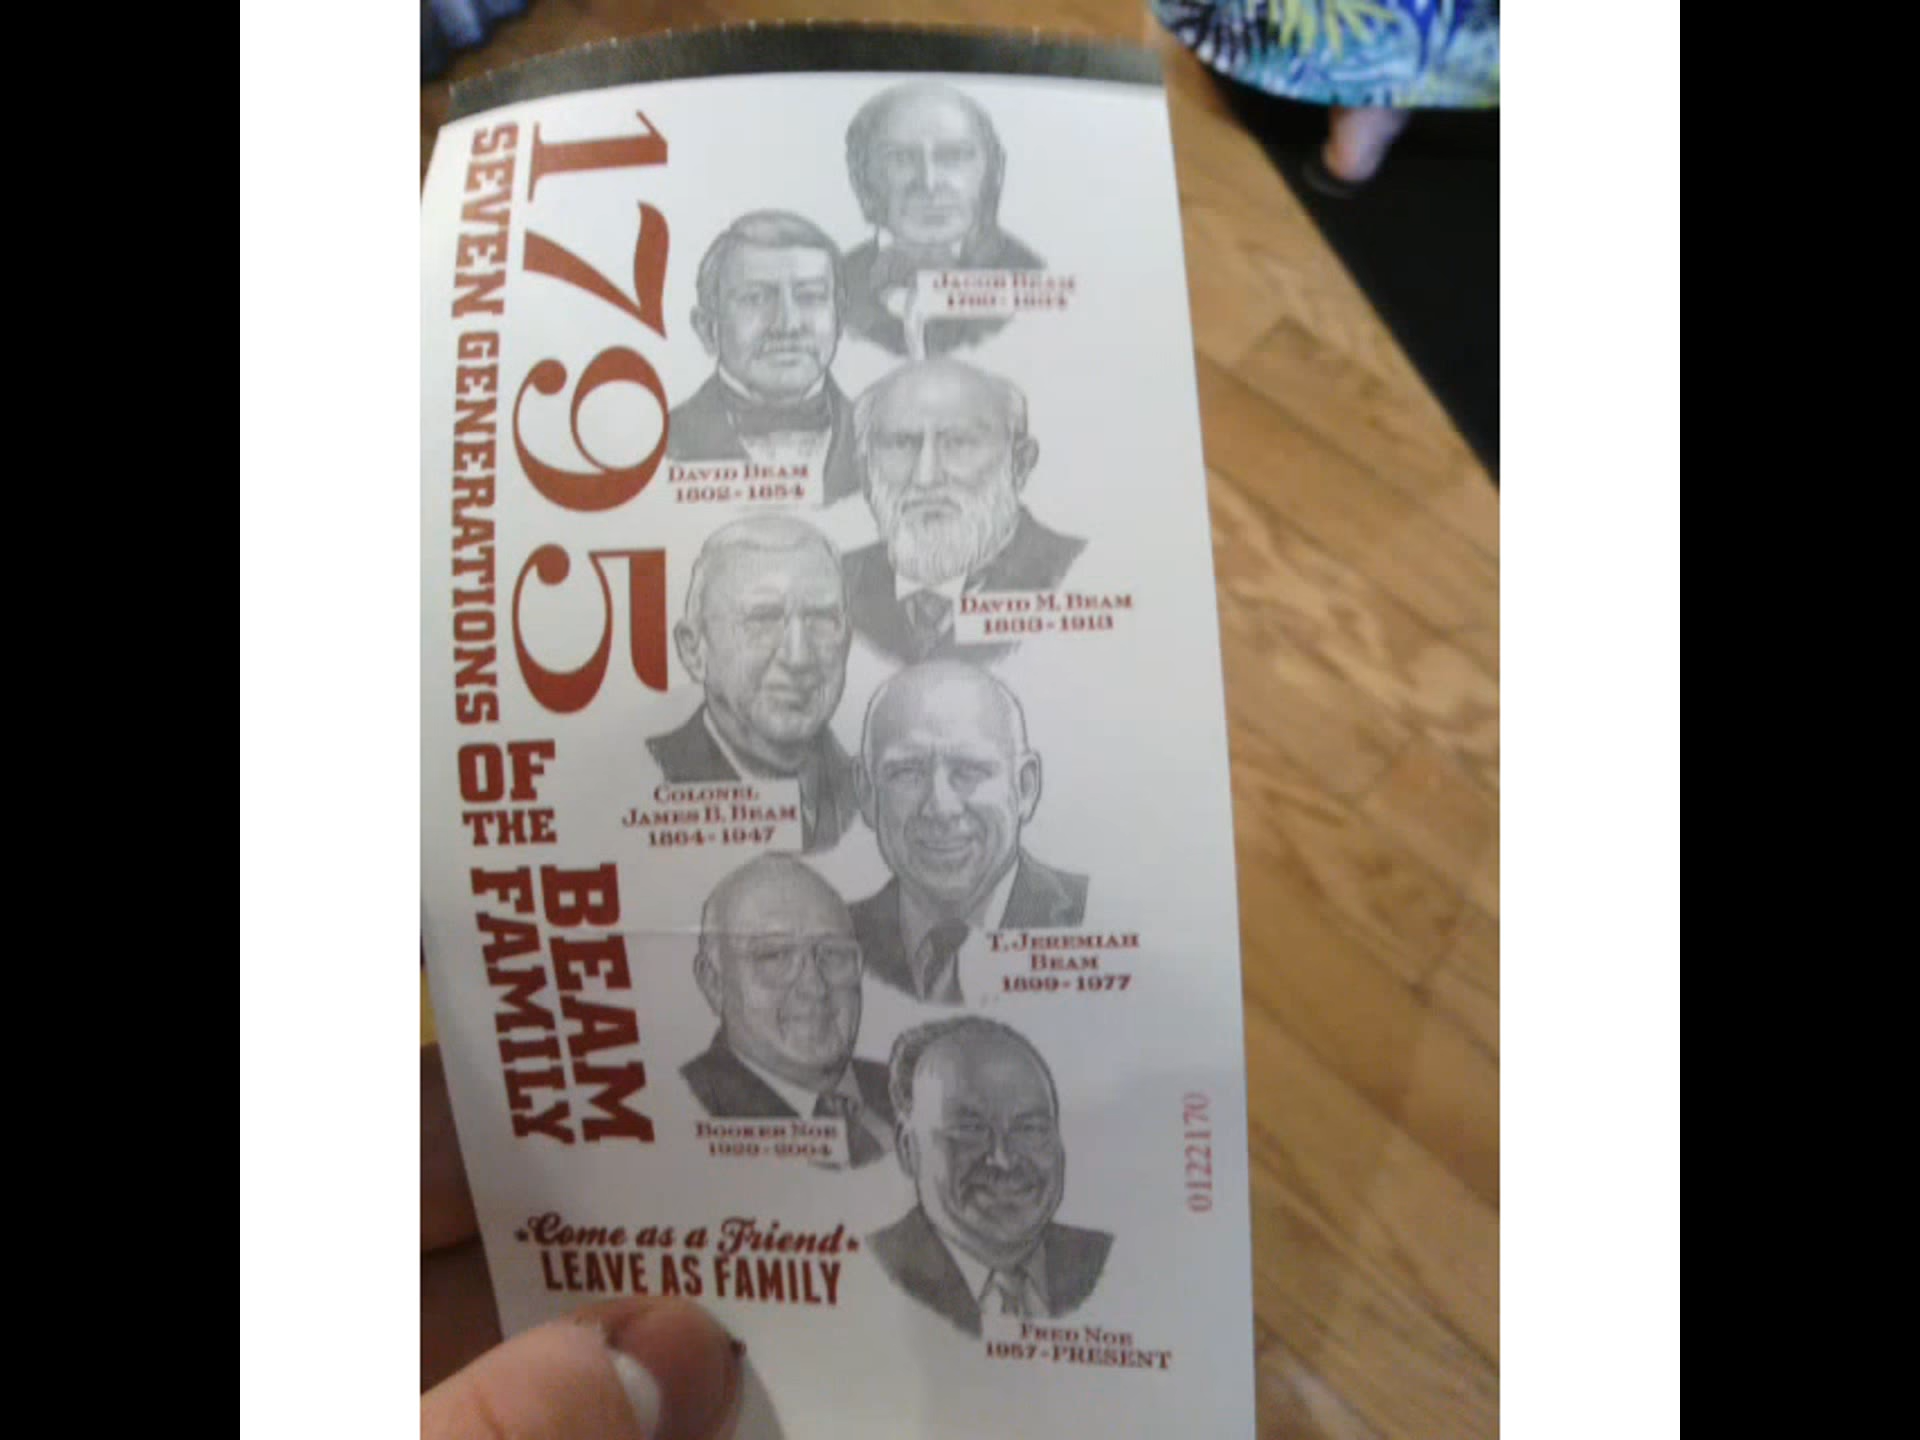 1795
SEVEN GENERATIONS OF THE BEAM FAMILY
JACOB BEAM
DAVID BEAM
1802-1854
DAVID M. BEAM
1833-1913
COLONEL
JAMES B. BEAM
1864-1947
T. JEREMIAH
BEAM
1899-1977
BOOKER NOE
1929-2004
FRED NOE
1957-PRESENT
Come as a Friend
LEAVE AS FAMILY
0122170